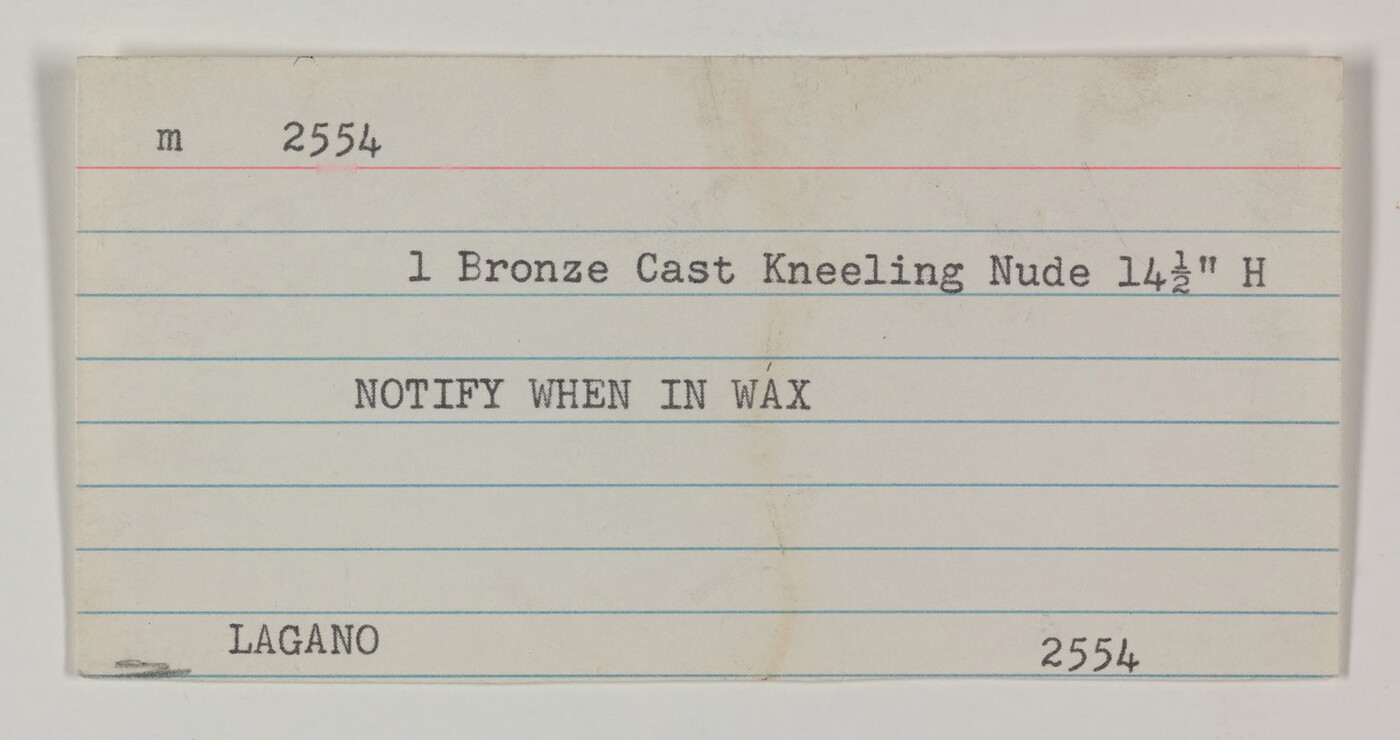 m 2554
1 Bronze Cast Kneeling Nude 14½" H
NOTIFY WHEN IN WAX
LAGANO 2554